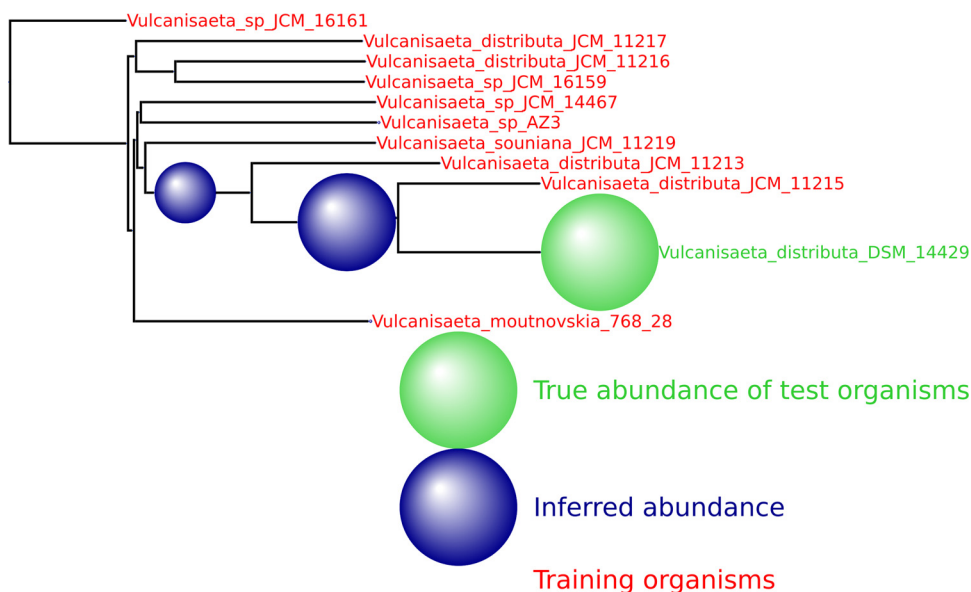 Vulcanisaeta_sp_JCM_16161
Vulcanisaeta_distributa_JCM_11217
Vulcanisaeta_distributa_JCM_11216
Vulcanisaeta_sp_JCM_16159
Vulcanisaeta_sp_JCM_14467
Vulcanisaeta_sp_AZ3
Vulcanisaeta_souniana_JCM_11219
Vulcanisaeta_distributa_JCM_11213
Vulcanisaeta_distributa_JCM_11215
Vulcanisaeta_distributa_DSM_14429
Vulcanisaeta_moutnovskia_768_28
True abundance of test organisms
Inferred abundance
Training organisms